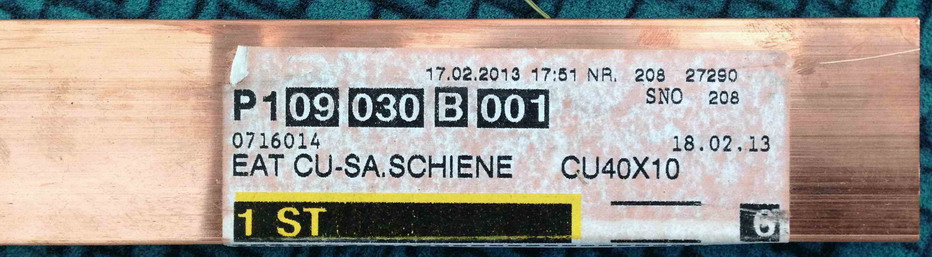 17.02.2013 17:51 NR. 208 27290
P109 030 B 001 SNO 208
0716014 18.02.13
EAT CU-SA.SCHIENE CU40X10
1 ST 6